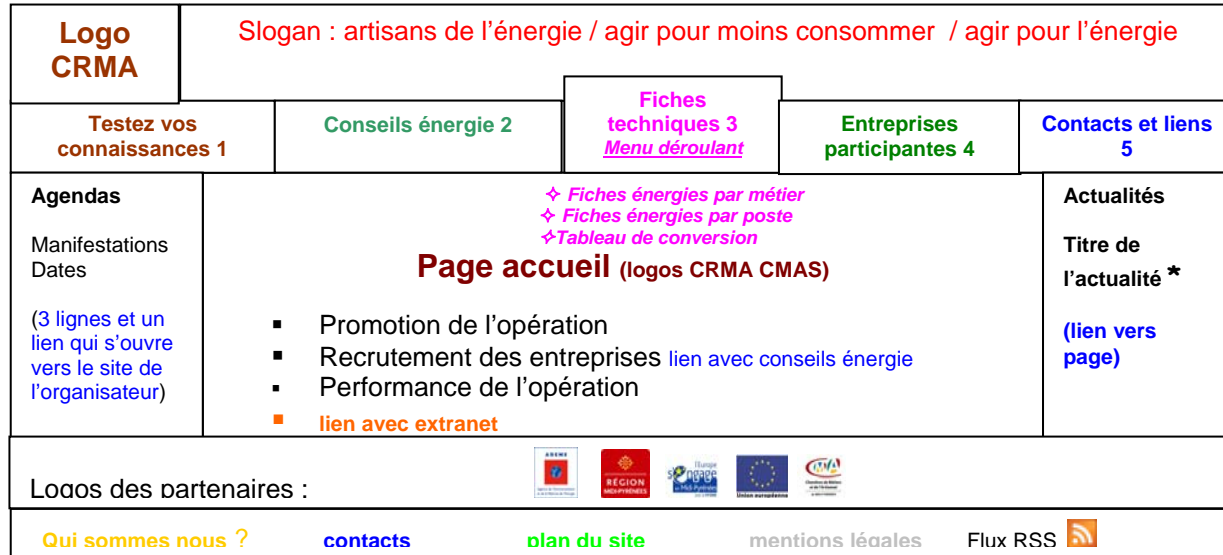 Logo
CRMA
Slogan : artisans de l’énergie / agir pour moins consommer / agir pour l’énergie
Testez vos
connaissances 1
Conseils énergie 2
Fiches
techniques 3
Menu déroulant
Entreprises
participantes 4
Contacts et liens
5
Agendas
Manifestations
Dates
(3 lignes et un
lien qui s’ouvre
vers le site de
l’organisateur)
✧ Fiches énergies par métier
✧ Fiches énergies par poste
✧Tableau de conversion
Page accueil (logos CRMA CMAS)
▪ Promotion de l’opération
▪ Recrutement des entreprises lien avec conseils énergie
▪ Performance de l’opération
▪ lien avec extranet
Actualités
Titre de
l’actualité *
(lien vers
page)
Logos des partenaires :
ADEME
RÉGION
MIDI-PYRÉNÉES
l'Europe
s'engage
Union européenne
Qui sommes nous ? contacts plan du site mentions légales Flux RSS